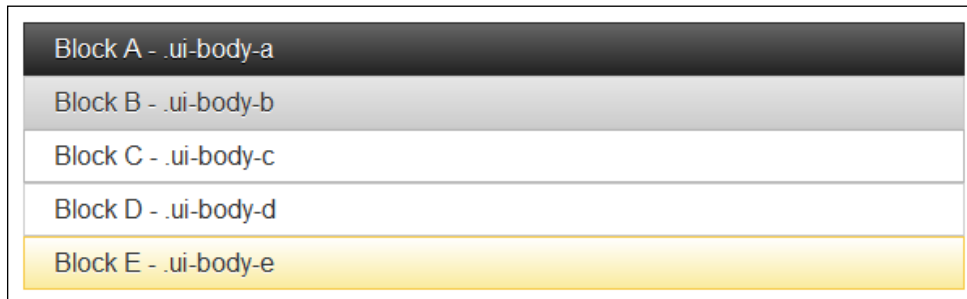 Block A - .ui-body-a
Block B - .ui-body-b
Block C - .ui-body-c
Block D - .ui-body-d
Block E - .ui-body-e